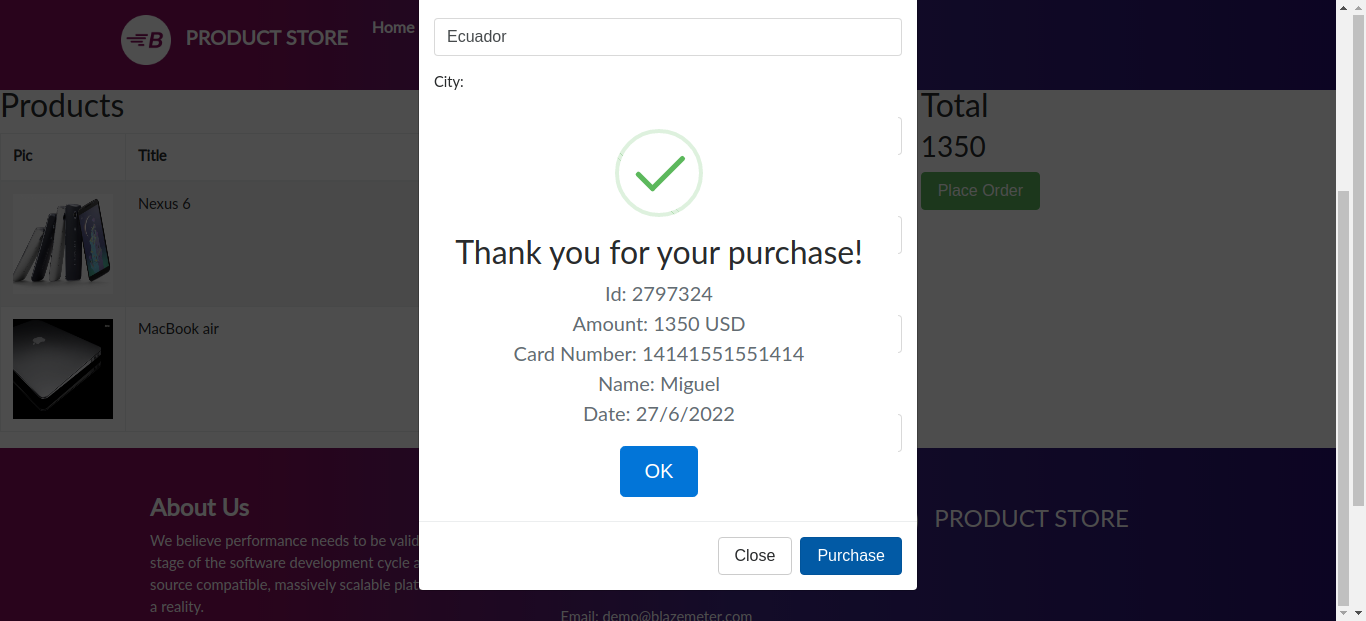 PRODUCT STORE
Home
Ecuador
City:
Products
Total
1350
Place Order
Pic
Title
Nexus 6
MacBook air
Thank you for your purchase!
Id: 2797324
Amount: 1350 USD
Card Number: 14141551551414
Name: Miguel
Date: 27/6/2022
OK
Close
Purchase
About Us
We believe performance needs to be valid
stage of the software development cycle a
source compatible, massively scalable plat
a reality.
PRODUCT STORE
Email: demo@blazemeter.com